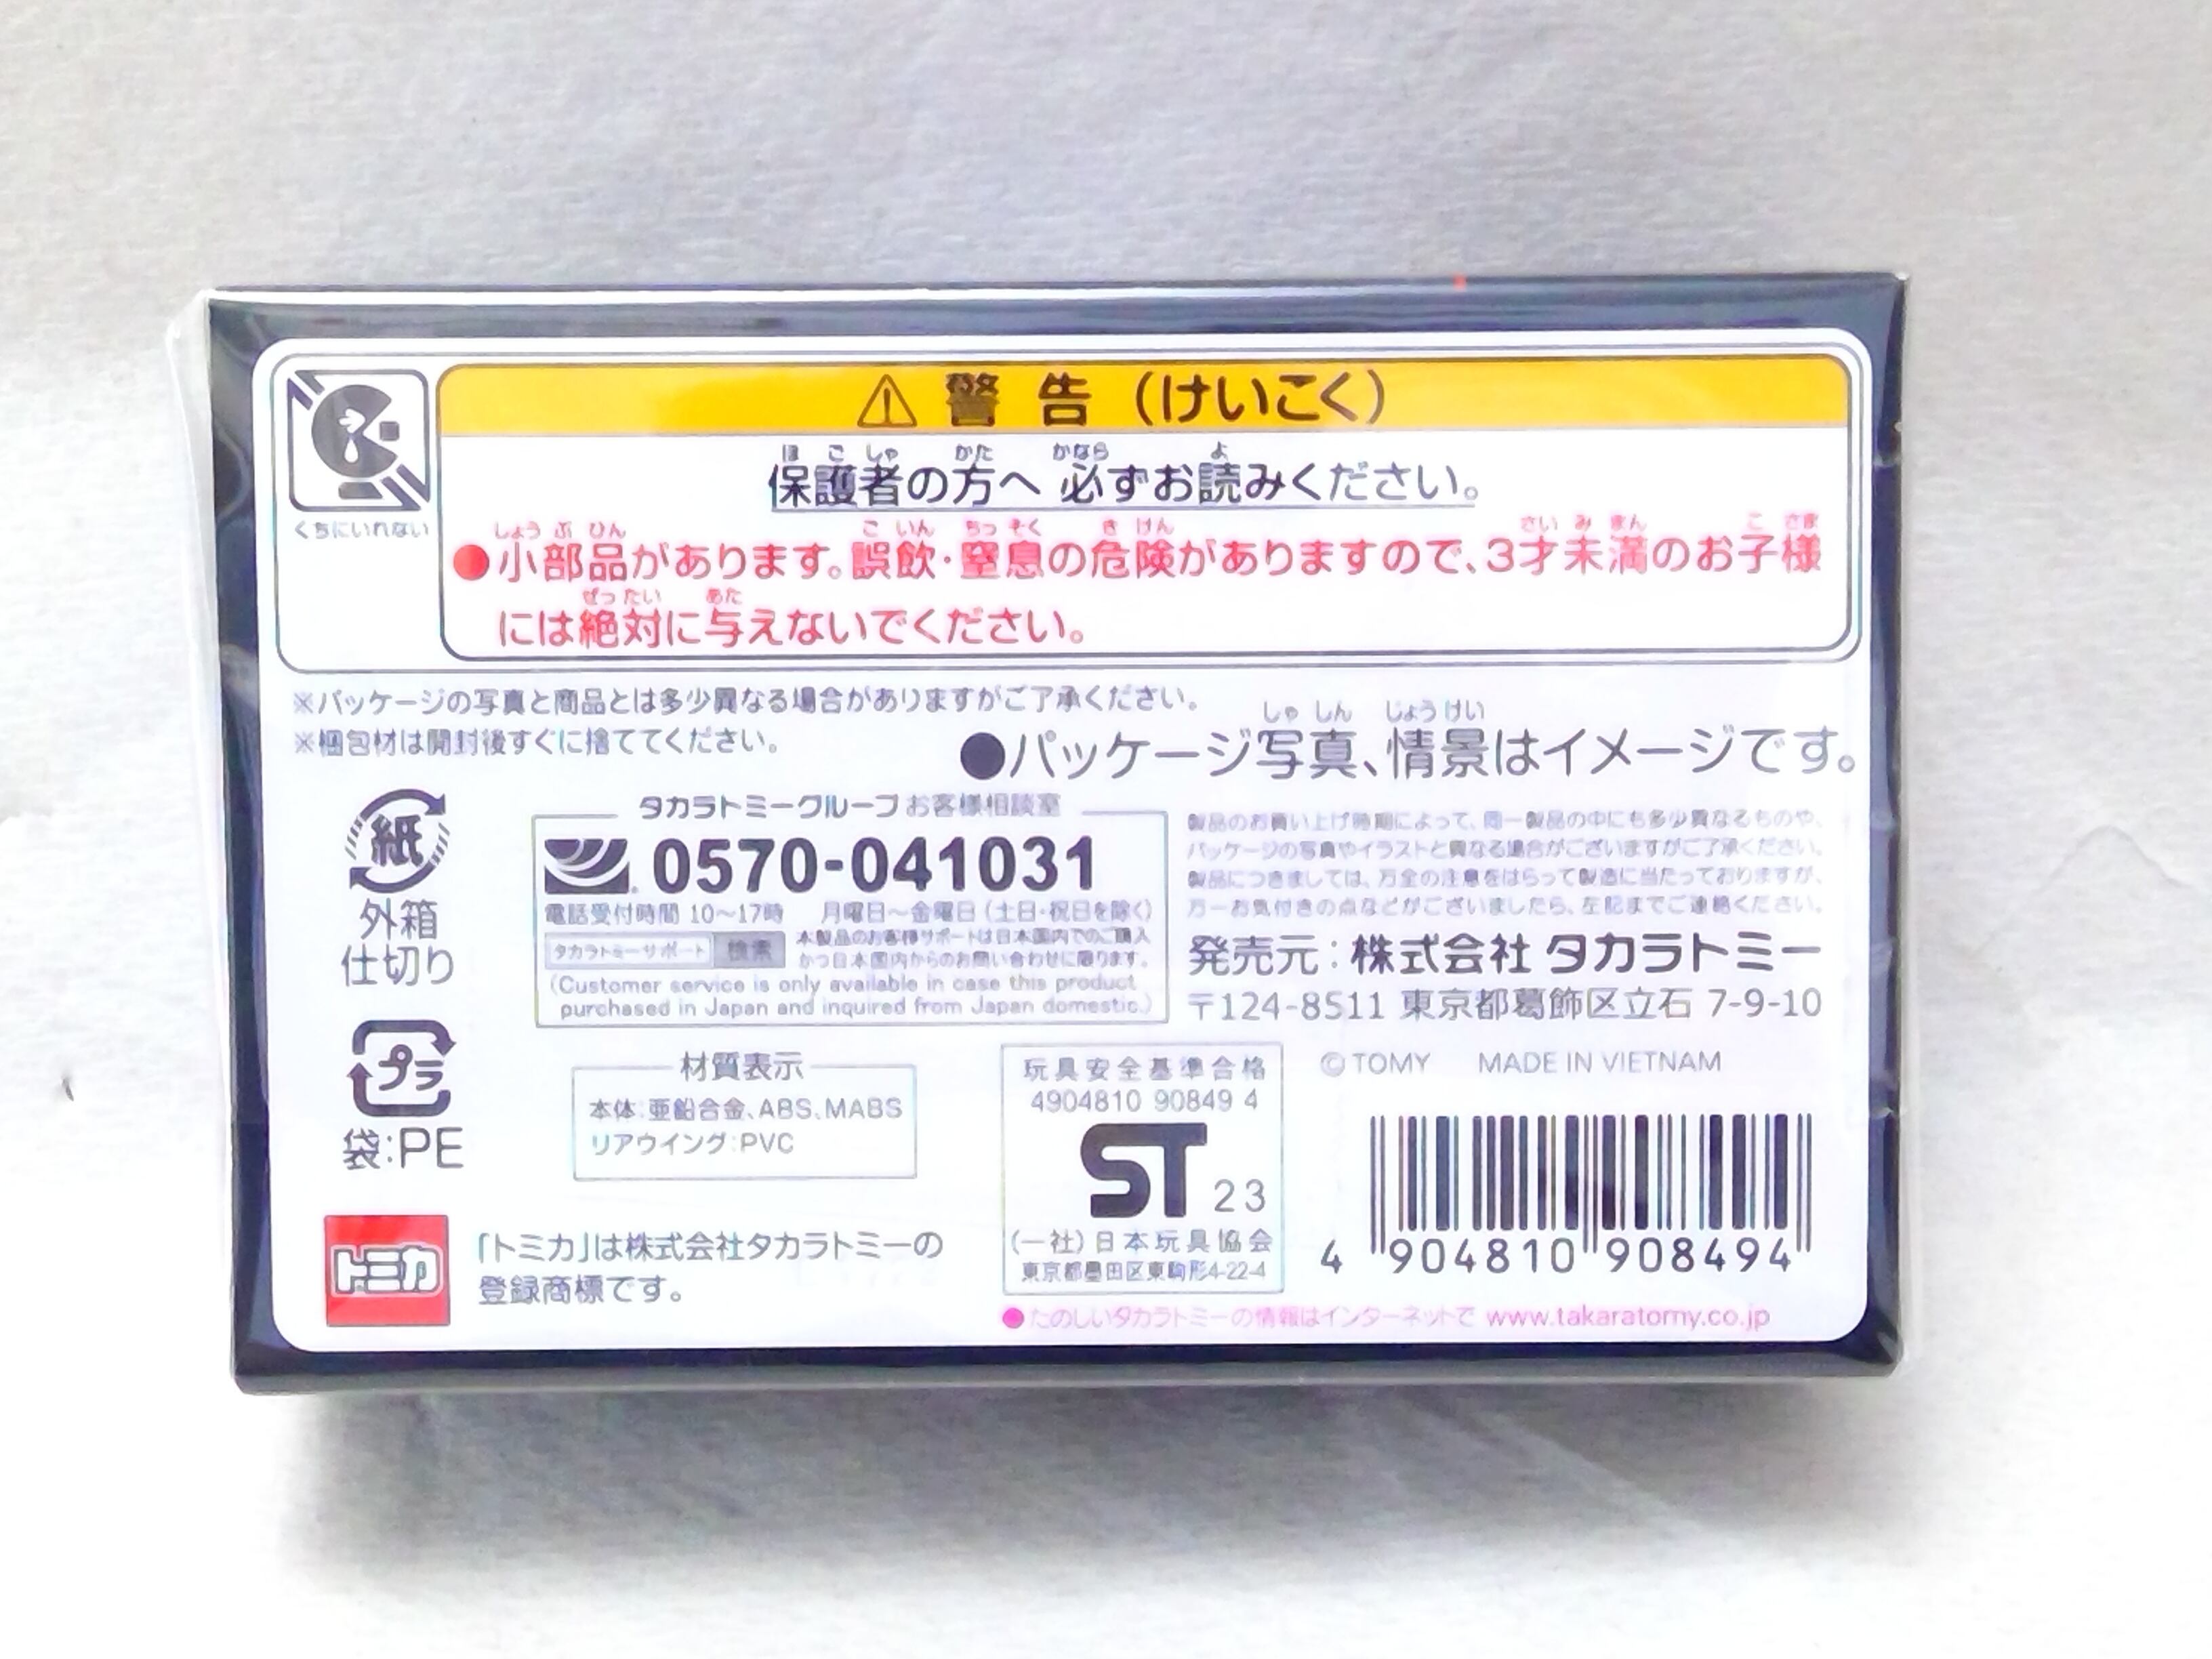 ⚠ 警告（けいこく）
くちにいれない
ほごしゃ かた かなら よ
保護者の方へ 必ずお読みください。
しょうぶひん ごいん ちっそく きけん さいみまん こさま
●小部品があります。誤飲・窒息の危険がありますので、3才未満のお子様
ぜったい あた
には絶対に与えないでください。
※パッケージの写真と商品とは多少異なる場合がありますがご了承ください。
※梱包材は開封後すぐに捨ててください。
しゃしん じょうけい
●パッケージ写真、情景はイメージです。
紙
外箱
仕切り
プラ
袋:PE
タカラトミーグループお客様相談室
0570-041031
電話受付時間 10〜17時 月曜日〜金曜日（土日・祝日を除く）
タカラトミーサポート 検索
本製品のお客様サポートは日本国内でのご購入
かつ日本国内からのお問い合わせに限ります。
(Customer service is only available in case this product
purchased in Japan and inquired from Japan domestic.)
製品のお買い上げ時期によって、同一製品の中にも多少異なるものや、
パッケージの写真やイラストと異なる場合がございますがご了承ください。
製品につきましては、万全の注意をはらって製造に当たっておりますが、
万一お気付きの点などがございましたら、左記までご連絡ください。
発売元：株式会社 タカラトミー
〒124-8511 東京都葛飾区立石 7-9-10
材質表示
本体:亜鉛合金、ABS、MABS
リアウイング:PVC
玩具安全基準合格
4904810 90849 4
ST 23
(一社)日本玩具協会
東京都墨田区東駒形4-22-4
© TOMY MADE IN VIETNAM
4 904810 908494
トミカ
「トミカ」は株式会社タカラトミーの
登録商標です。
●たのしいタカラトミーの情報はインターネットで www.takaratomy.co.jp